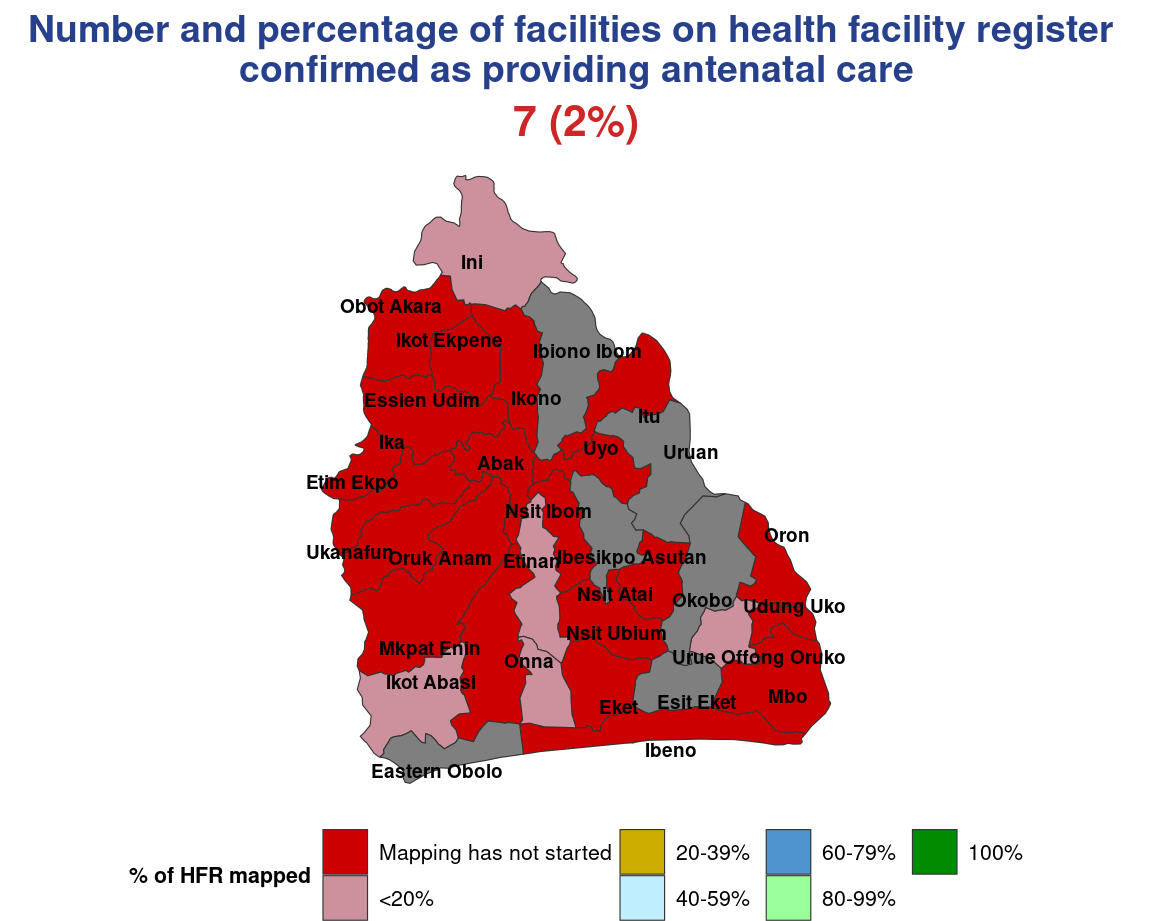 Number and percentage of facilities on health facility register
confirmed as providing antenatal care
7 (2%)
Ini
Obot Akara
Ikot Ekpene
Ibiono Ibom
Essien Udim
Ikono
Itu
Ika
Uyo
Uruan
Abak
Etim Ekpo
Nsit Ibom
Oron
Ukanafun
Oruk Anam
Etinan
Ibesikpo Asutan
Nsit Atai
Okobo
Udung Uko
Nsit Ubium
Mkpat Enin
Onna
Urue Offong Oruko
Ikot Abasi
Eket
Esit Eket
Mbo
Ibeno
Eastern Obolo
% of HFR mapped
Mapping has not started
<20%
20-39%
40-59%
60-79%
80-99%
100%